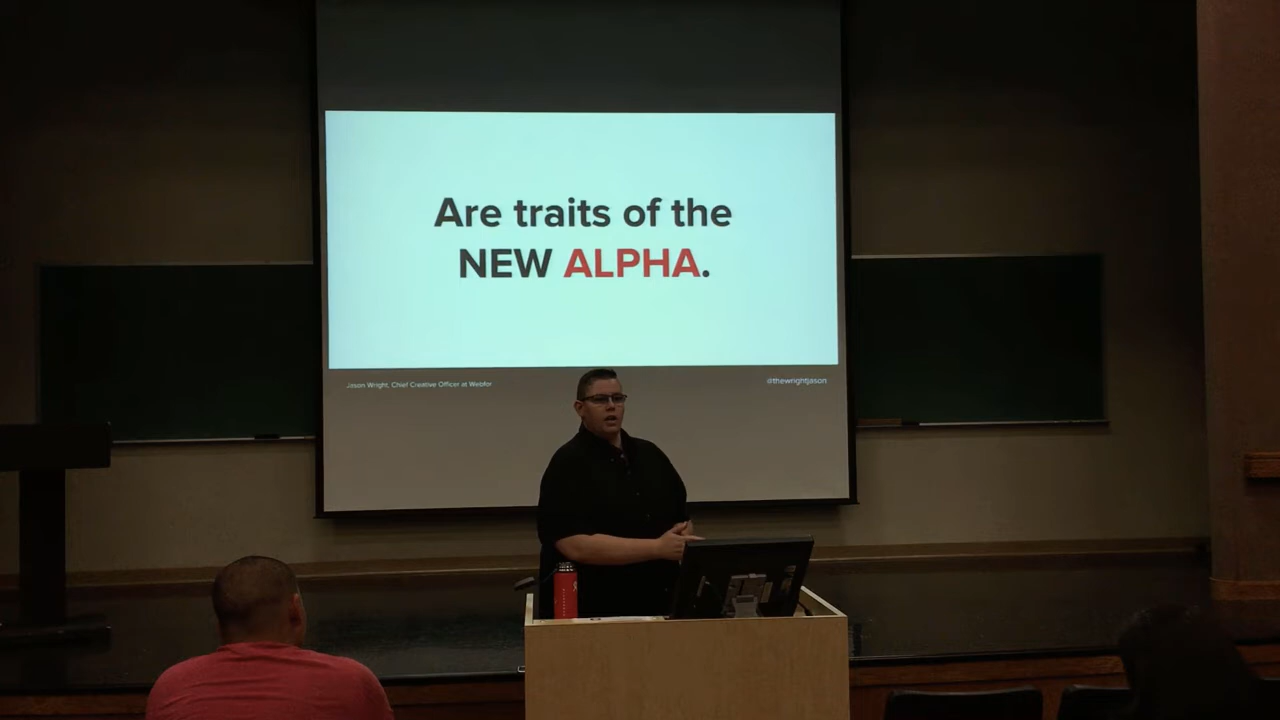 Are traits of the
NEW ALPHA.
Jason Wright, Chief Creative Officer at Webfor
@thewrightjason